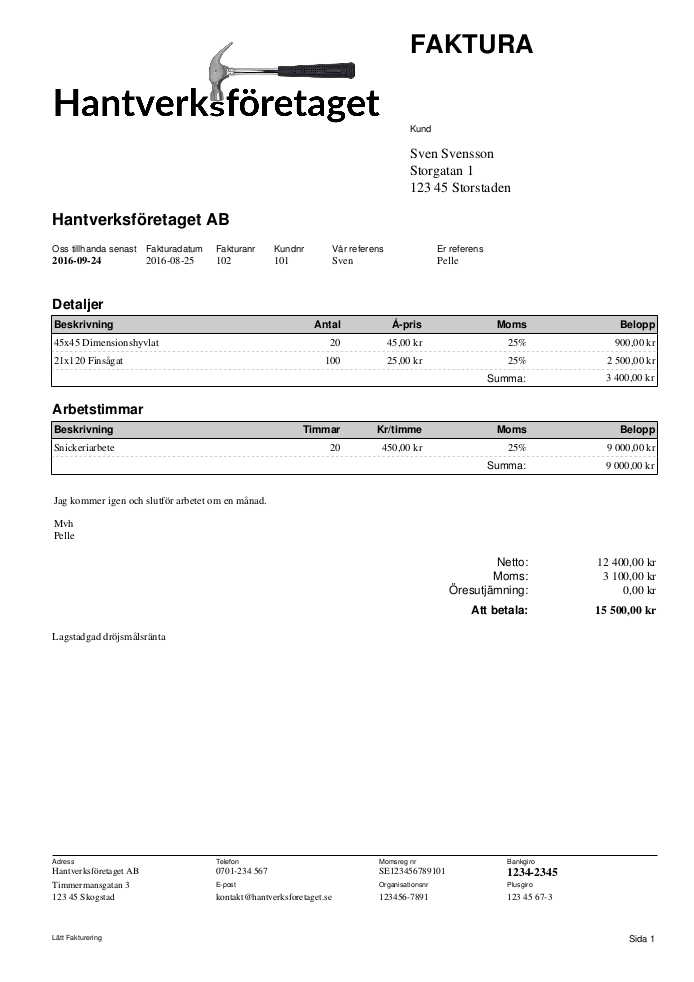 FAKTURA
Hantverksföretaget
Kund
Sven Svensson
Storgatan 1
123 45 Storstaden
Hantverksföretaget AB
Oss tillhanda senast Fakturadatum Fakturanr Kundnr Vår referens Er referens
2016-09-24 2016-08-25 102 101 Sven Pelle
Detaljer
Beskrivning Antal Á-pris Moms Belopp
45x45 Dimensionshyvlat 20 45,00 kr 25% 900,00 kr
21x120 Finsågat 100 25,00 kr 25% 2 500,00 kr
Summa: 3 400,00 kr
Arbetstimmar
Beskrivning Timmar Kr/timme Moms Belopp
Snickeriarbete 20 450,00 kr 25% 9 000,00 kr
Summa: 9 000,00 kr
Jag kommer igen och slutför arbetet om en månad.
Mvh
Pelle
Netto: 12 400,00 kr
Moms: 3 100,00 kr
Öresutjämning: 0,00 kr
Att betala: 15 500,00 kr
Lagstadgad dröjsmålsränta
Adress Telefon Momsreg nr Bankgiro
Hantverksföretaget AB 0701-234 567 SE123456789101 1234-2345
Timmermansgatan 3 E-post Organisationsnr Plusgiro
123 45 Skogstad kontakt@hantverksforetaget.se 123456-7891 123 45 67-3
Lätt Fakturering Sida 1